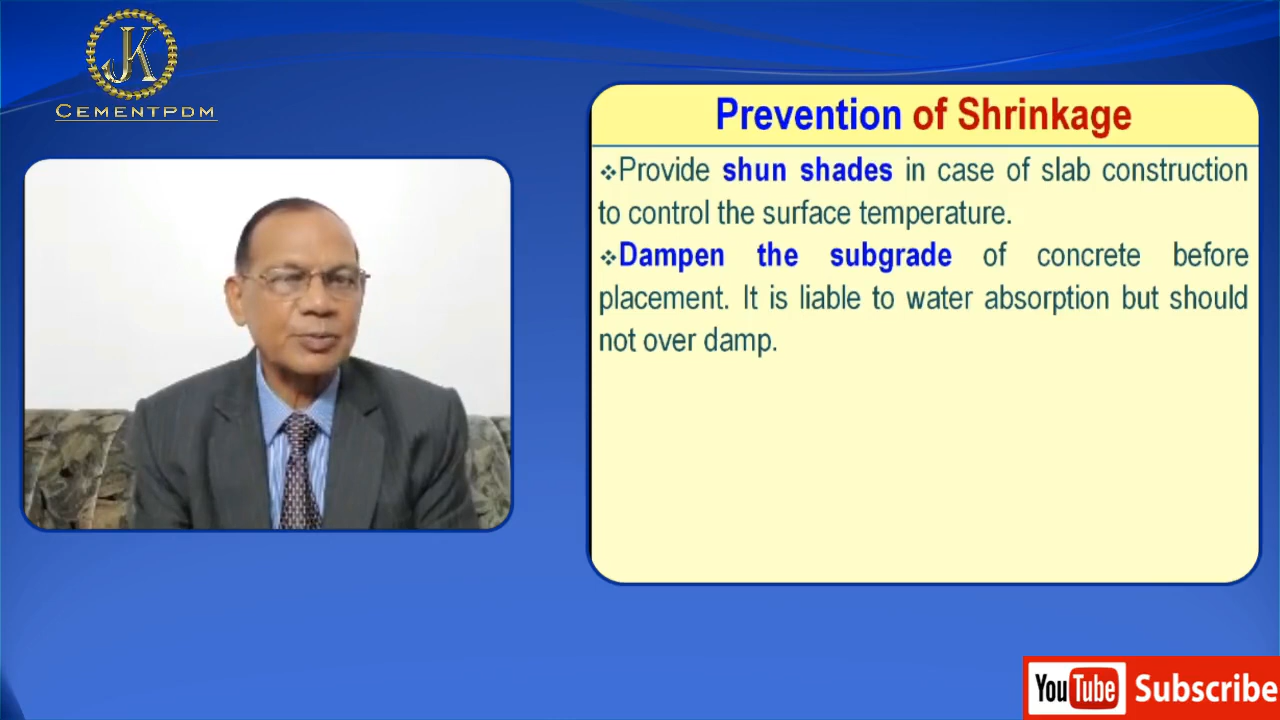 JK
CEMENTPDM
Prevention of Shrinkage
❖Provide shun shades in case of slab construction
to control the surface temperature.
❖Dampen the subgrade of concrete before
placement. It is liable to water absorption but should
not over damp.
YouTube Subscribe